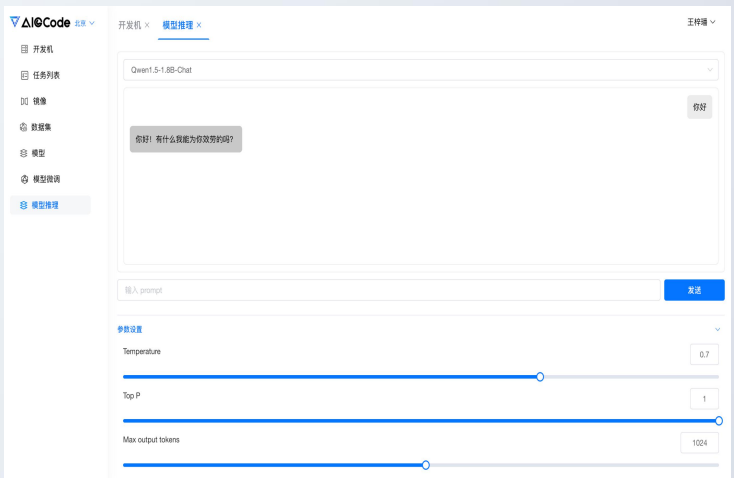 AI@Code 北京
开发机
任务列表
镜像
数据集
模型
模型微调
模型推理
开发机 × 模型推理 ×
王梓珊
Qwen1.5-1.8B-Chat
你好
你好！有什么我能为你效劳的吗？
输入 prompt
发送
参数设置
Temperature
0.7
Top P
1
Max output tokens
1024